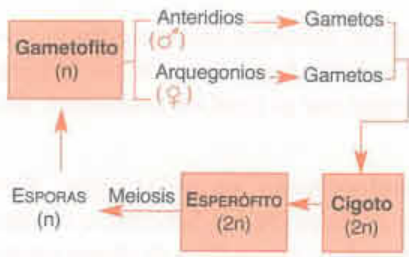 Gametofito
(n)
Anteridios
(♂)
Gametos
Arquegonios
(♀)
Gametos
ESPORAS
(n)
Meiosis
ESPERÓFITO
(2n)
Cigoto
(2n)